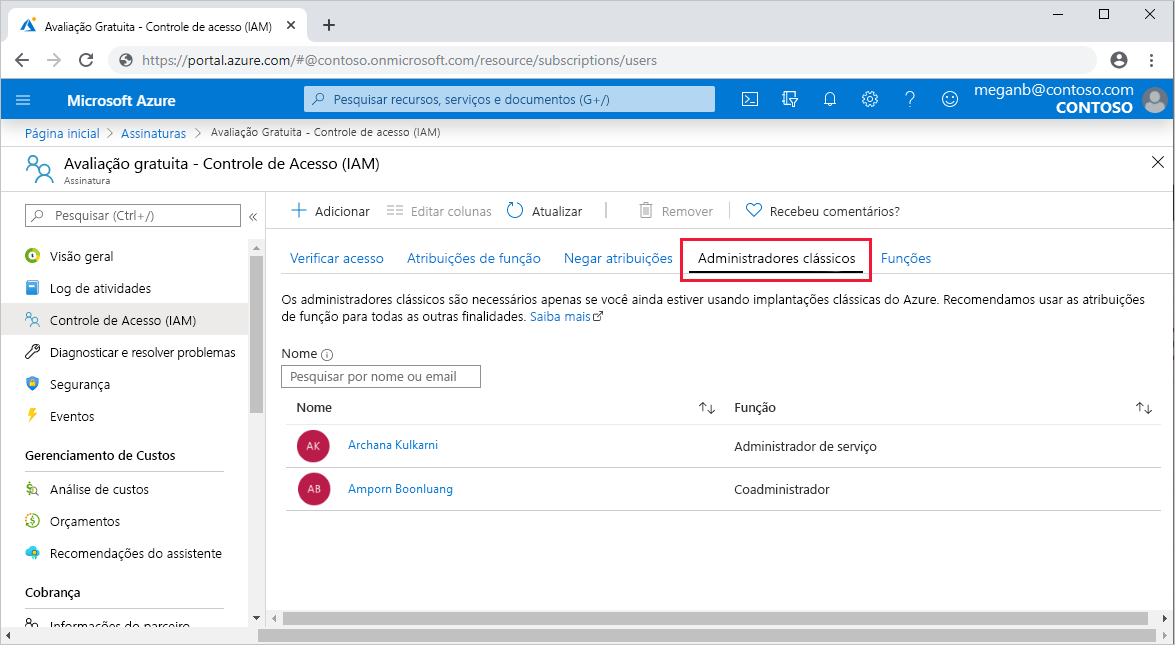 Avaliação Gratuita - Controle de acesso (IAM)
https://portal.azure.com/#@contoso.onmicrosoft.com/resource/subscriptions/users
Microsoft Azure
Pesquisar recursos, serviços e documentos (G+/)
meganb@contoso.com
CONTOSO
Página inicial > Assinaturas > Avaliação Gratuita - Controle de acesso (IAM)
Avaliação gratuita - Controle de Acesso (IAM)
Assinatura
Pesquisar (Ctrl+/)
«
Visão geral
Log de atividades
Controle de Acesso (IAM)
Diagnosticar e resolver problemas
Segurança
Eventos
Gerenciamento de Custos
Análise de custos
Orçamentos
Recomendações do assistente
Cobrança
Informações do parceiro
Adicionar Editar colunas Atualizar Remover Recebeu comentários?
Verificar acesso Atribuições de função Negar atribuições Administradores clássicos Funções
Os administradores clássicos são necessários apenas se você ainda estiver usando implantações clássicas do Azure. Recomendamos usar as atribuições
de função para todas as outras finalidades. Saiba mais
Nome
Pesquisar por nome ou email
Nome Função
AK Archana Kulkarni Administrador de serviço
AB Amporn Boonluang Coadministrador